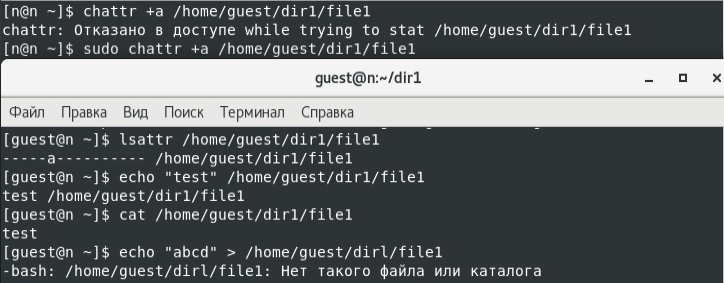 [n@n ~]$ chattr +a /home/guest/dir1/file1
chattr: Отказано в доступе while trying to stat /home/guest/dir1/file1
[n@n ~]$ sudo chattr +a /home/guest/dir1/file1
guest@n:~/dir1
Файл Правка Вид Поиск Терминал Справка
[guest@n ~]$ lsattr /home/guest/dir1/file1
-----a---------- /home/guest/dir1/file1
[guest@n ~]$ echo "test" /home/guest/dir1/file1
test /home/guest/dir1/file1
[guest@n ~]$ cat /home/guest/dir1/file1
test
[guest@n ~]$ echo "abcd" > /home/guest/dirl/file1
-bash: /home/guest/dirl/file1: Нет такого файла или каталога